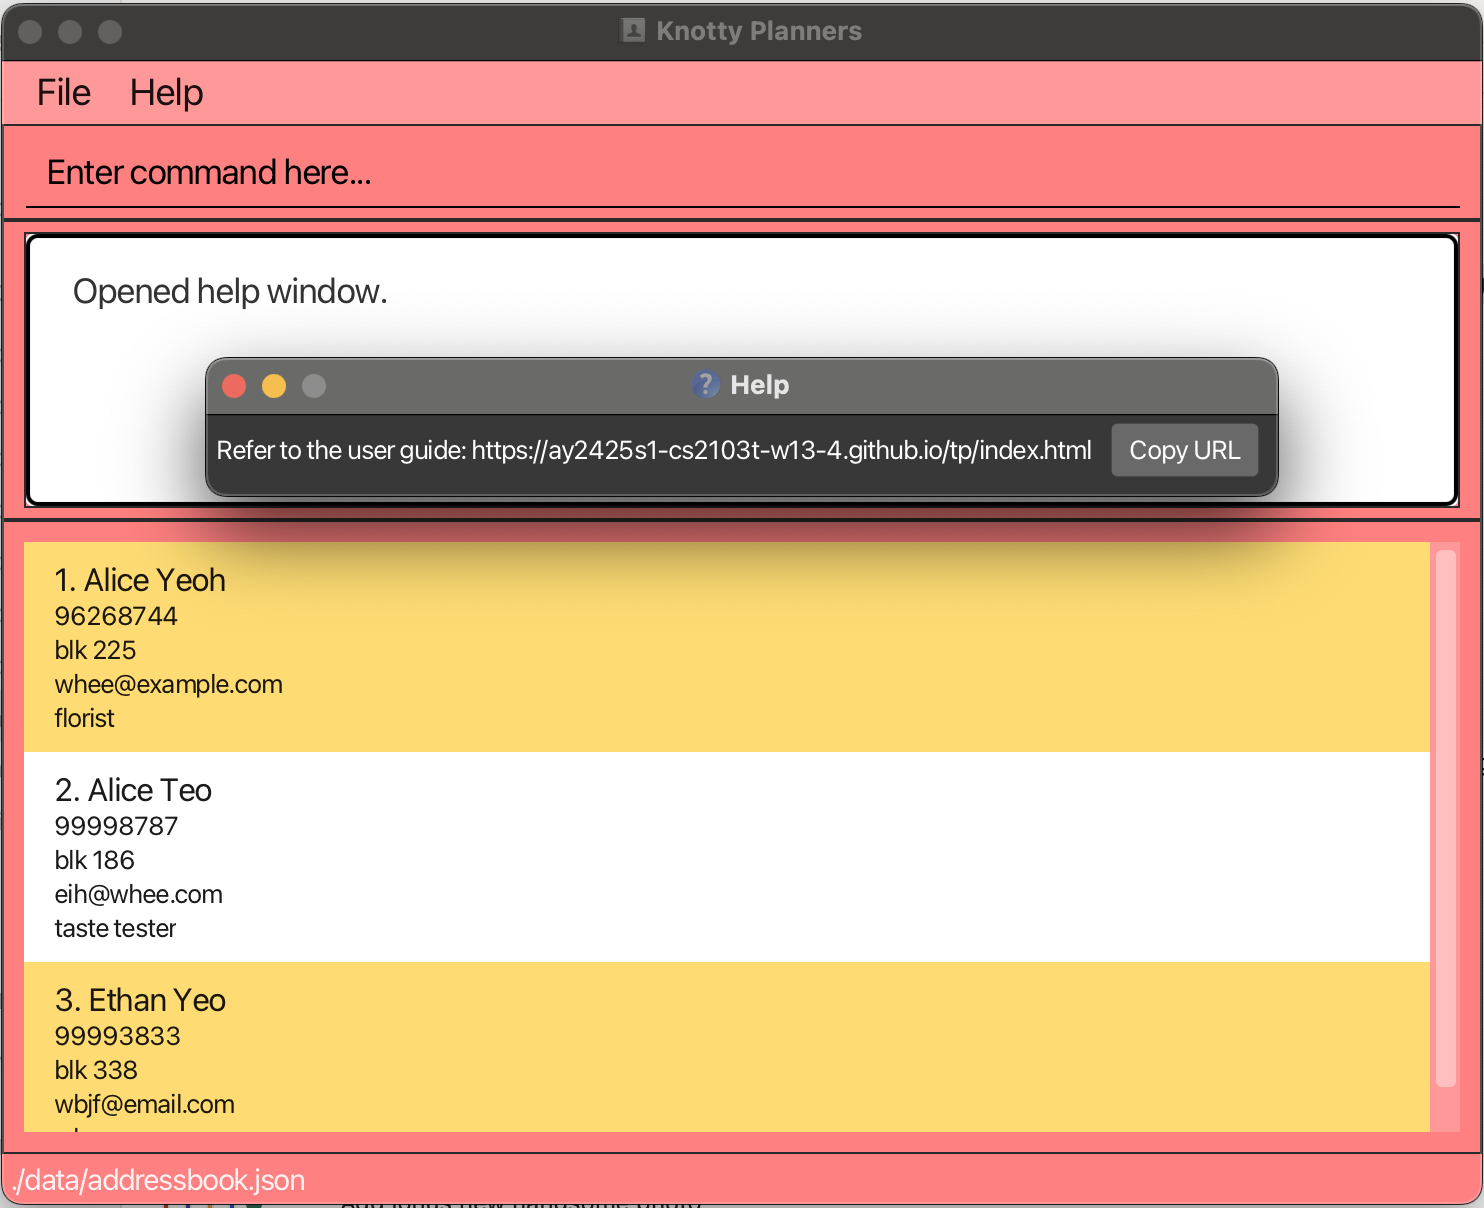 Knotty Planners
File Help
Enter command here...
Opened help window.
Help
Refer to the user guide: https://ay2425s1-cs2103t-w13-4.github.io/tp/index.html Copy URL
1. Alice Yeoh
96268744
blk 225
whee@example.com
florist
2. Alice Teo
99998787
blk 186
eih@whee.com
taste tester
3. Ethan Yeo
99993833
blk 338
wbjf@email.com
./data/addressbook.json